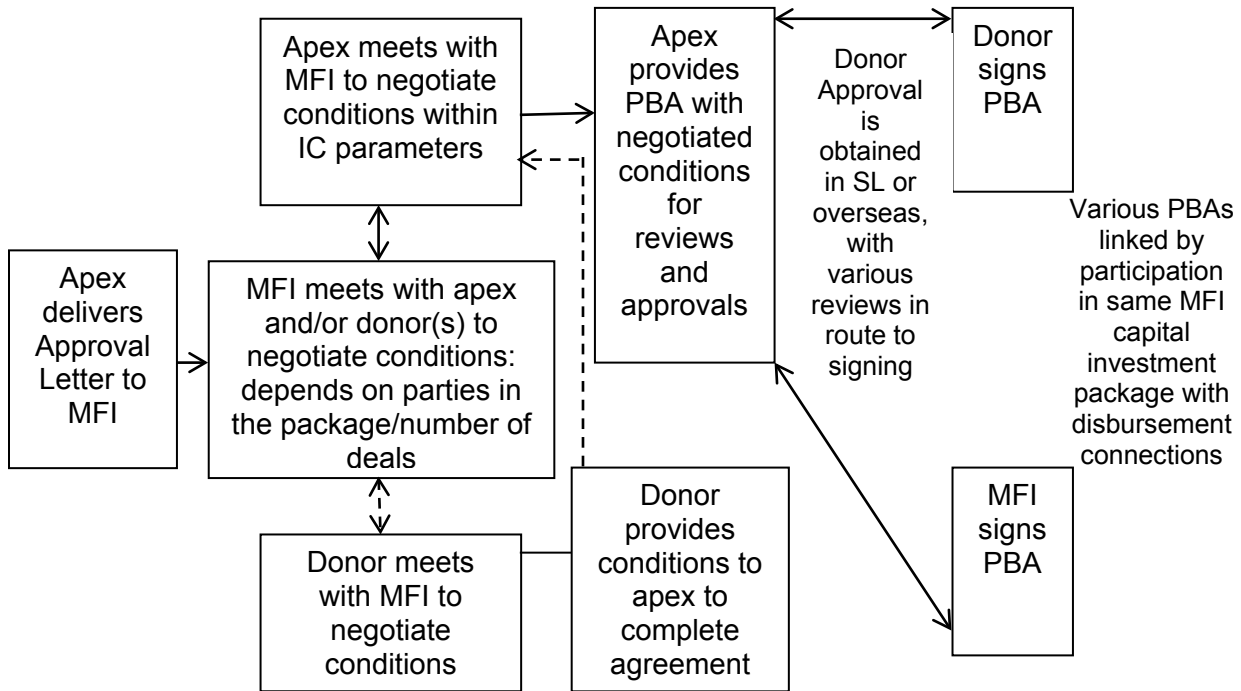 Apex meets with
MFI to negotiate
conditions within
IC parameters
Apex
provides
PBA with
negotiated
conditions
for
reviews
and
approvals
Donor
Approval
is
obtained
in SL or
overseas,
with
various
reviews in
route to
signing
Donor
signs
PBA
Various PBAs
linked by
participation
in same MFI
capital
investment
package with
disbursement
connections
Apex
delivers
Approval
Letter to
MFI
MFI meets with apex
and/or donor(s) to
negotiate conditions:
depends on parties in
the package/number of
deals
Donor meets
with MFI to
negotiate
conditions
Donor
provides
conditions to
apex to
complete
agreement
MFI
signs
PBA